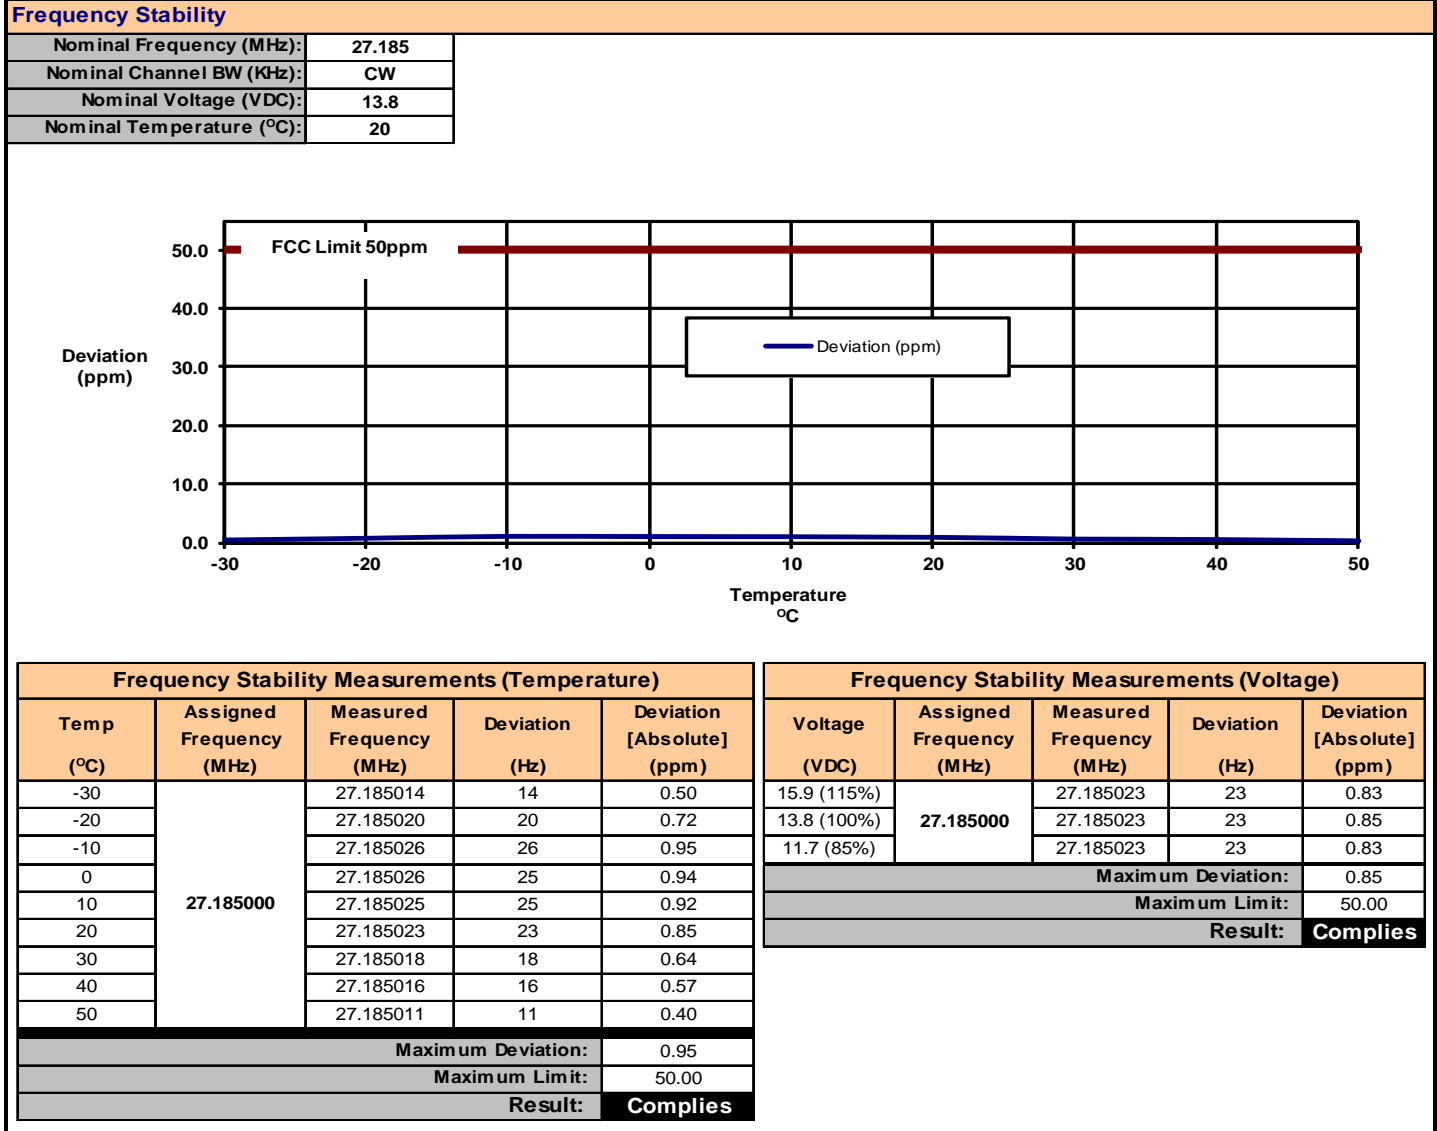 Frequency Stability
Nominal Frequency (MHz): 27.185
Nominal Channel BW (KHz): CW
Nominal Voltage (VDC): 13.8
Nominal Temperature (ᴼC): 20
FCC Limit 50ppm
50.0
40.0
30.0
20.0
10.0
0.0
Deviation
(ppm)
Deviation (ppm)
-30 -20 -10 0 10 20 30 40 50
Temperature
ᴼC
Frequency Stability Measurements (Temperature)
Temp Assigned Measured Deviation Deviation
Frequency Frequency [Absolute]
(ᴼC) (MHz) (MHz) (Hz) (ppm)
-30 27.185014 14 0.50
-20 27.185020 20 0.72
-10 27.185026 26 0.95
0 27.185026 25 0.94
10 27.185000 27.185025 25 0.92
20 27.185023 23 0.85
30 27.185018 18 0.64
40 27.185016 16 0.57
50 27.185011 11 0.40
Maximum Deviation: 0.95
Maximum Limit: 50.00
Result: Complies
Frequency Stability Measurements (Voltage)
Voltage Assigned Measured Deviation Deviation
Frequency Frequency [Absolute]
(VDC) (MHz) (MHz) (Hz) (ppm)
15.9 (115%) 27.185023 23 0.83
13.8 (100%) 27.185000 27.185023 23 0.85
11.7 (85%) 27.185023 23 0.83
Maximum Deviation: 0.85
Maximum Limit: 50.00
Result: Complies